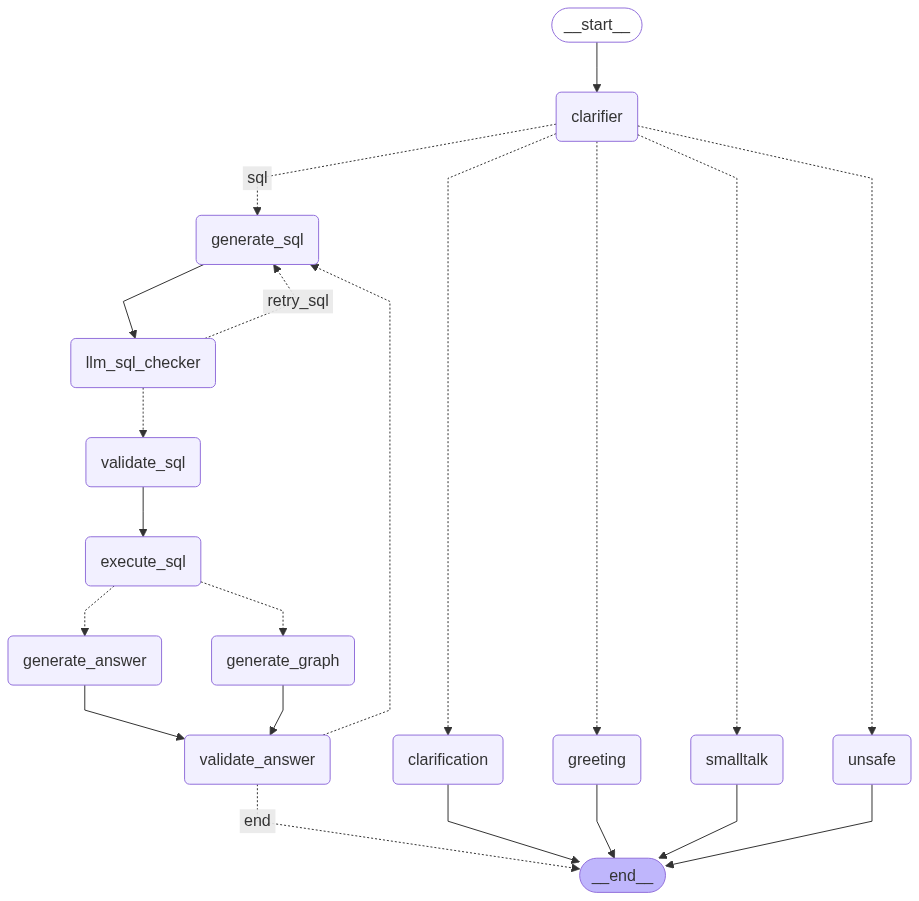 __start__
clarifier
sql
generate_sql
retry_sql
llm_sql_checker
validate_sql
execute_sql
generate_answer
generate_graph
validate_answer
clarification
greeting
smalltalk
unsafe
end
__end__